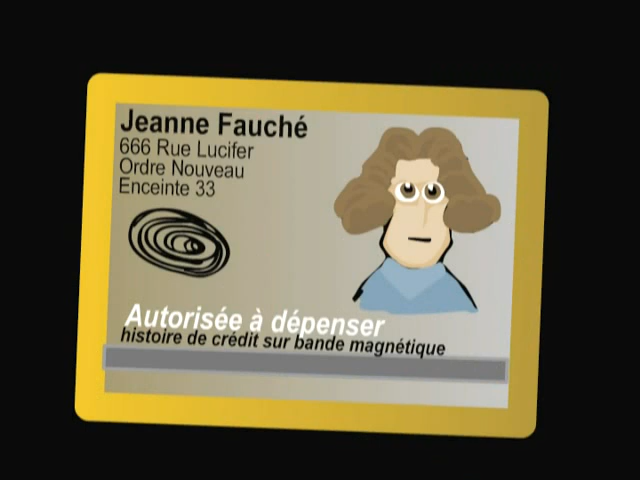 Jeanne Fauché
666 Rue Lucifer
Ordre Nouveau
Enceinte 33
Autorisée à dépenser
histoire de crédit sur bande magnétique